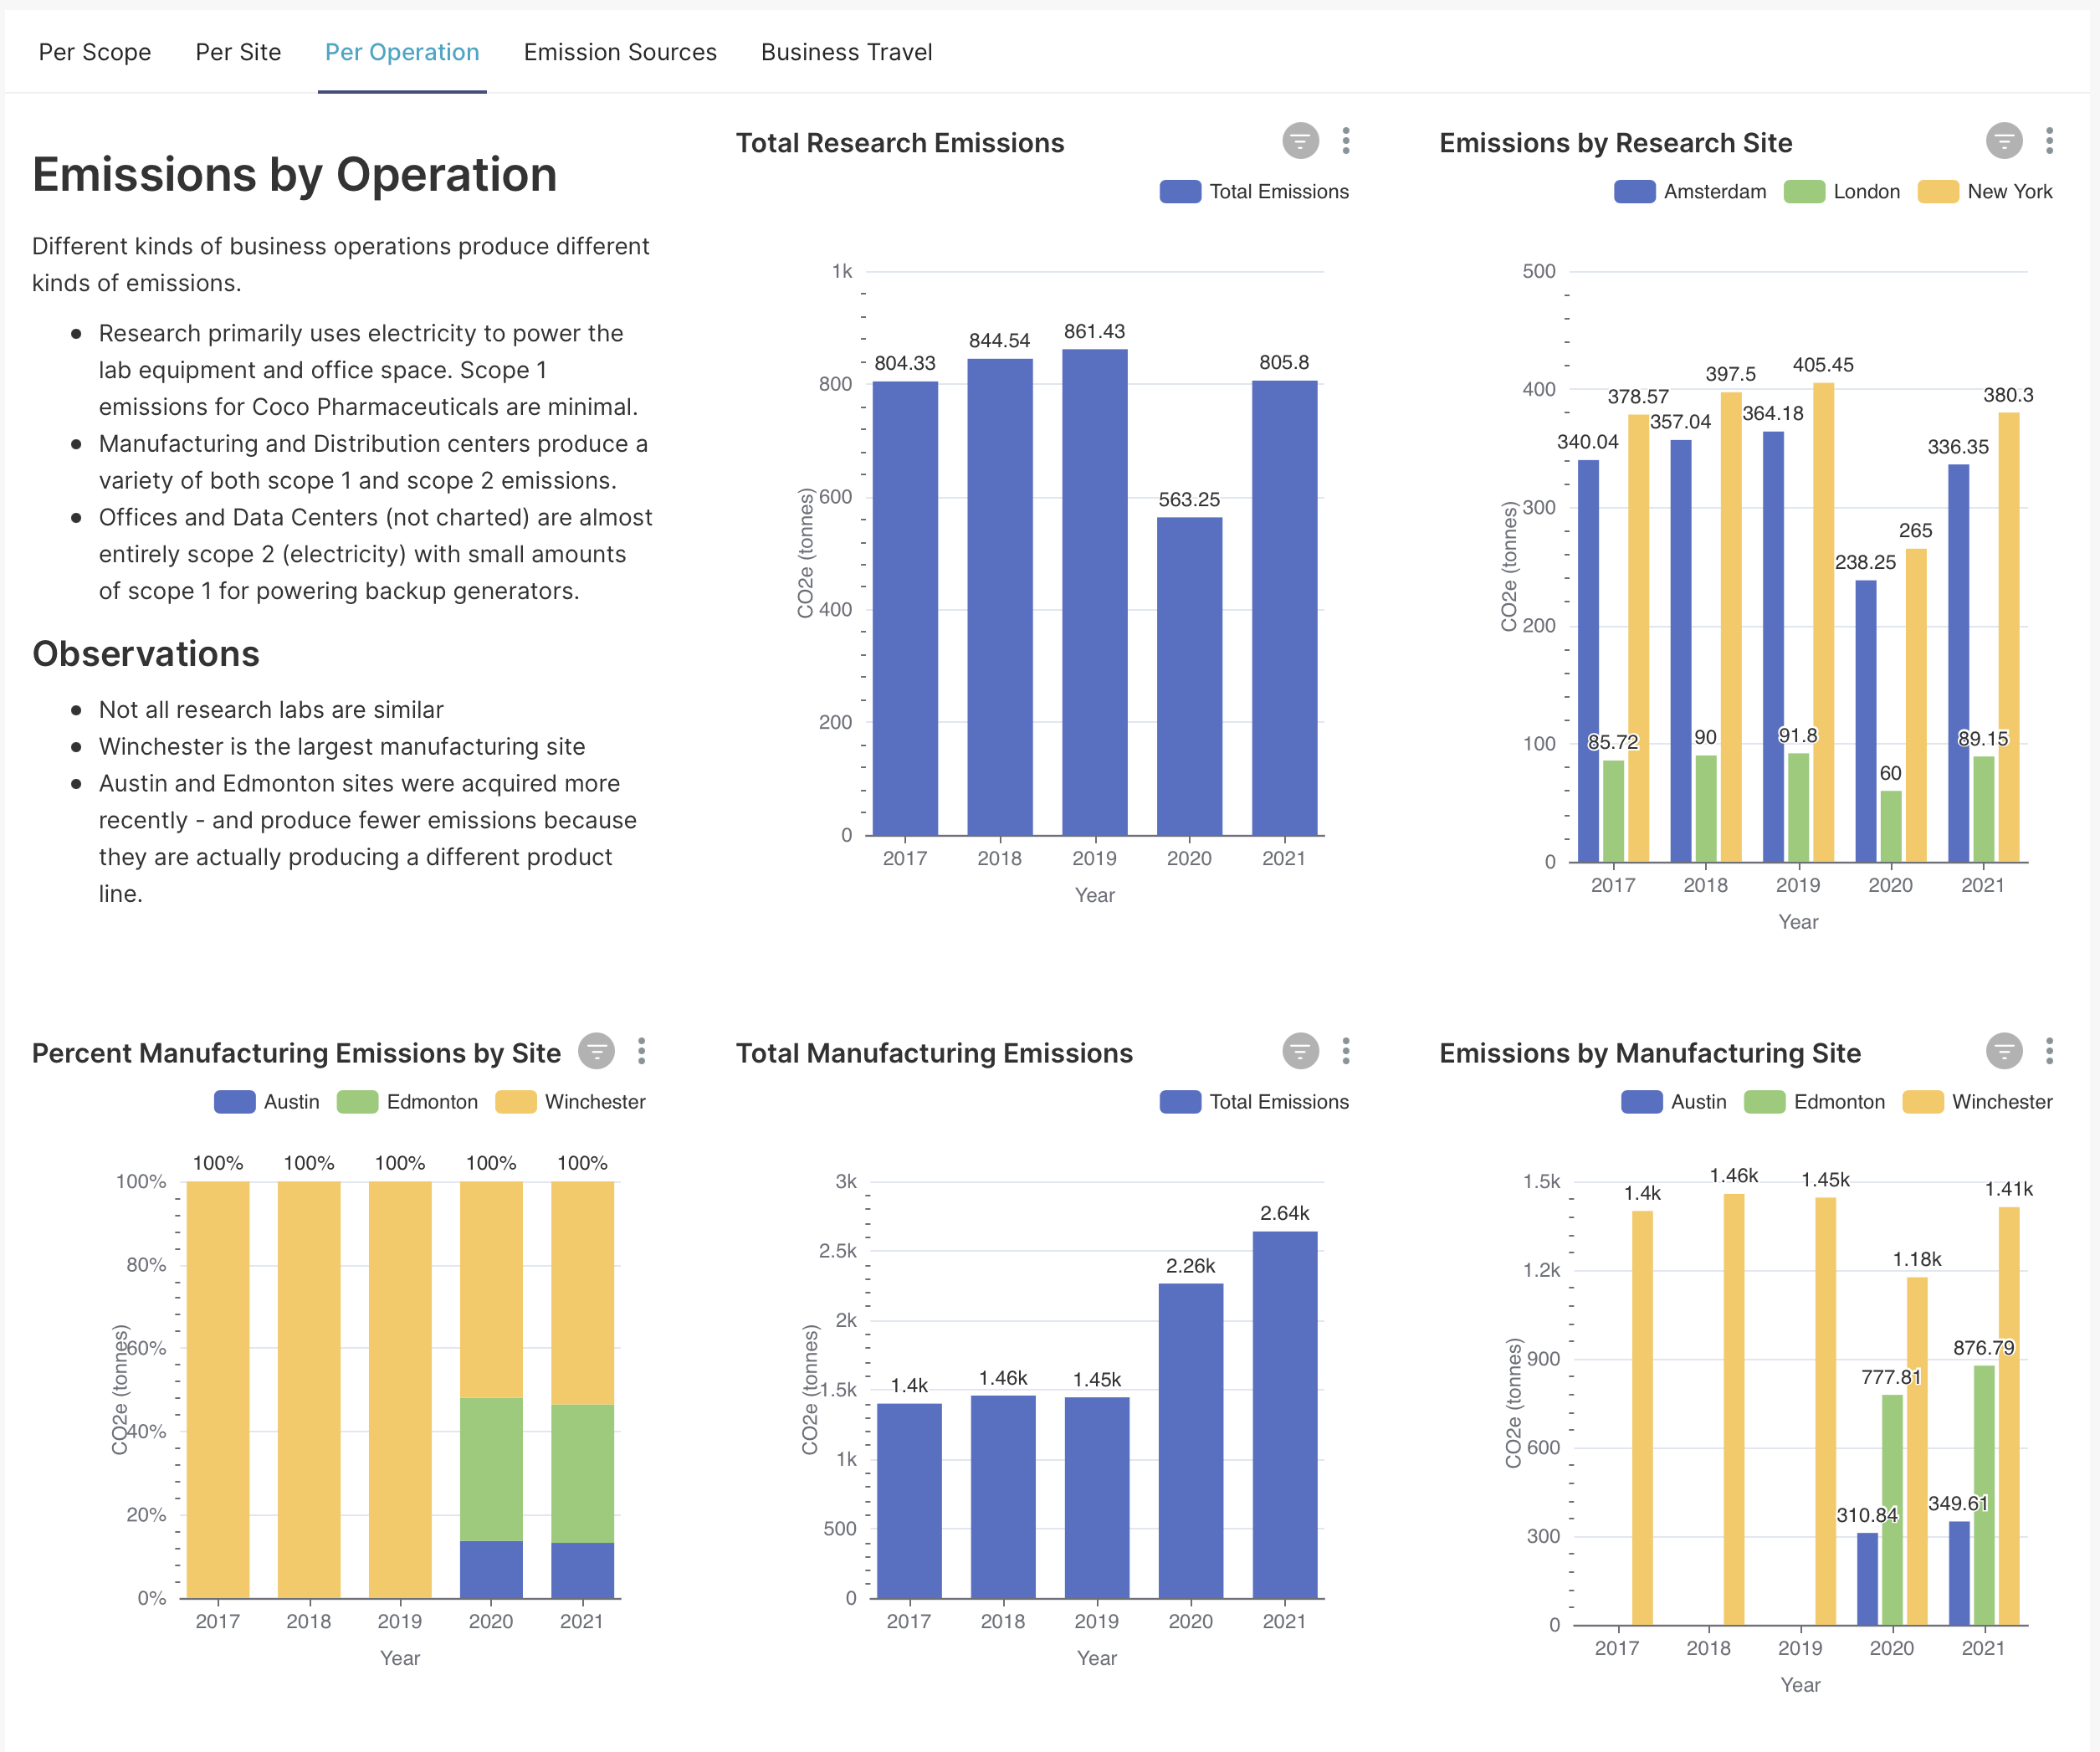 Per Scope Per Site Per Operation Emission Sources Business Travel
Emissions by Operation
Different kinds of business operations produce different
kinds of emissions.
Research primarily uses electricity to power the
lab equipment and office space. Scope 1
emissions for Coco Pharmaceuticals are minimal.
Manufacturing and Distribution centers produce a
variety of both scope 1 and scope 2 emissions.
Offices and Data Centers (not charted) are almost
entirely scope 2 (electricity) with small amounts
of scope 1 for powering backup generators.
Observations
Not all research labs are similar
Winchester is the largest manufacturing site
Austin and Edmonton sites were acquired more
recently - and produce fewer emissions because
they are actually producing a different product
line.
Total Research Emissions
Total Emissions
1k
800
600
400
200
0
CO2e (tonnes)
804.33
844.54
861.43
563.25
805.8
2017 2018 2019 2020 2021
Year
Emissions by Research Site
Amsterdam London New York
500
400
300
200
100
0
CO2e (tonnes)
340.04
85.72
378.57
357.04
90
397.5
364.18
91.8
405.45
238.25
60
265
336.35
89.15
380.3
2017 2018 2019 2020 2021
Year
Percent Manufacturing Emissions by Site
Austin Edmonton Winchester
100% 100% 100% 100% 100%
100%
80%
60%
40%
20%
0%
CO2e (tonnes)
2017 2018 2019 2020 2021
Year
Total Manufacturing Emissions
Total Emissions
3k
2.5k
2k
1.5k
1k
500
0
CO2e (tonnes)
1.4k
1.46k
1.45k
2.26k
2.64k
2017 2018 2019 2020 2021
Year
Emissions by Manufacturing Site
Austin Edmonton Winchester
1.5k
1.2k
900
600
300
0
CO2e (tonnes)
1.4k
1.46k
1.45k
310.84
777.81
1.18k
349.61
876.79
1.41k
2017 2018 2019 2020 2021
Year